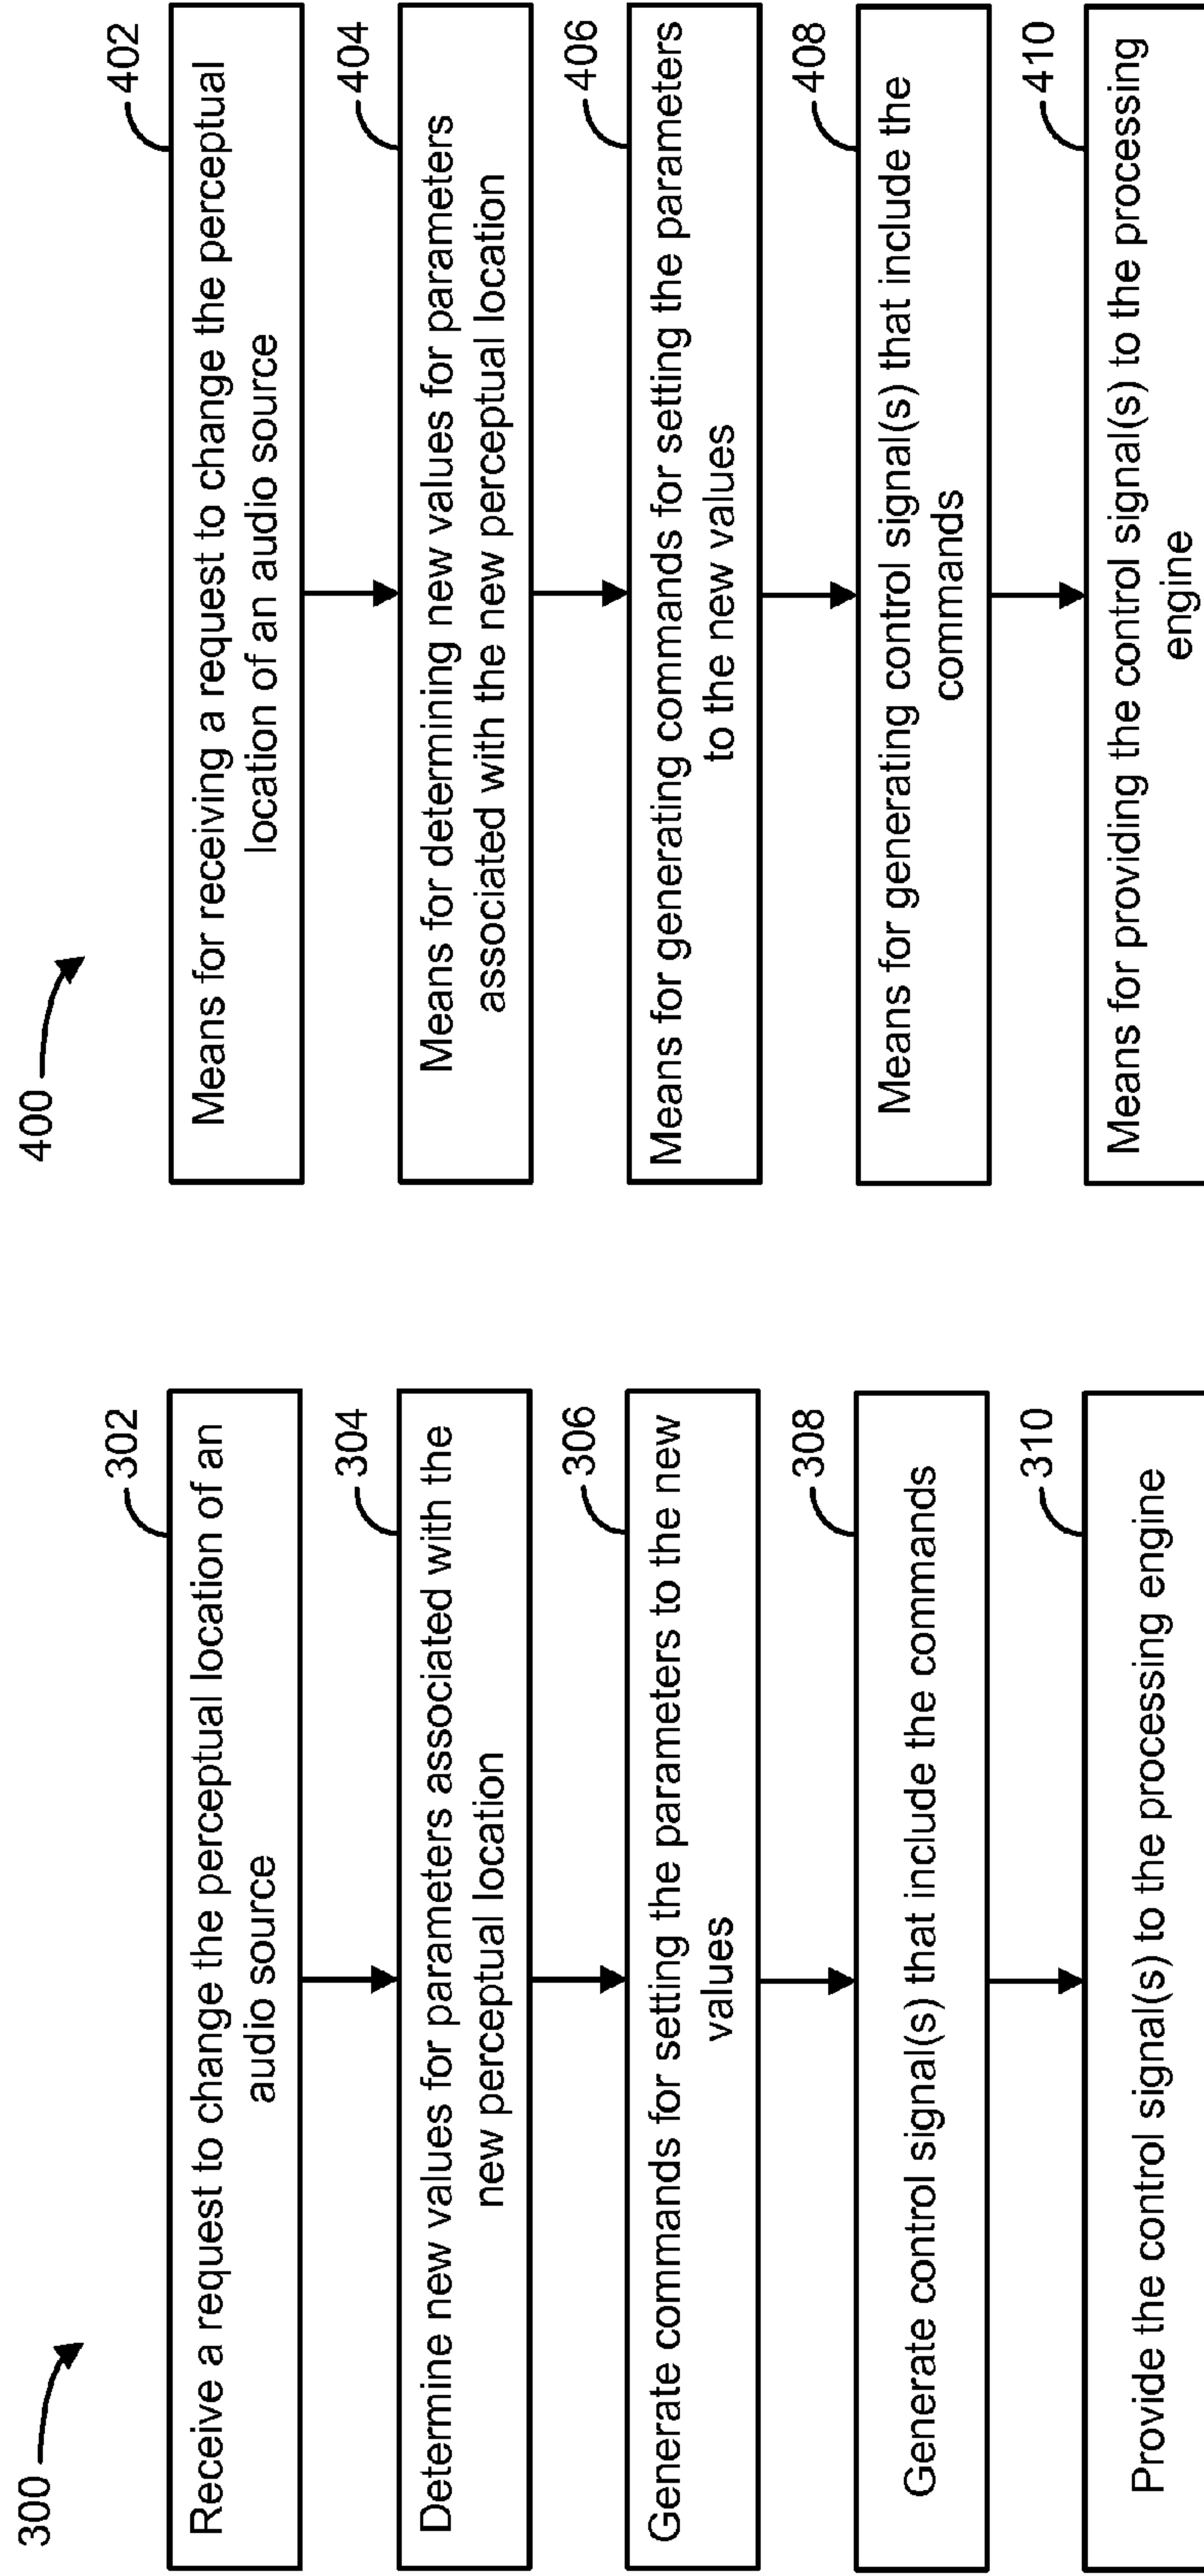 300
Receive a request to change the perceptual location of an
audio source
302
Determine new values for parameters associated with the
new perceptual location
304
Generate commands for setting the parameters to the new
values
306
Generate control signal(s) that include the commands
308
Provide the control signal(s) to the processing engine
310
400
Means for receiving a request to change the perceptual
location of an audio source
402
Means for determining new values for parameters
associated with the new perceptual location
404
Means for generating commands for setting the parameters
to the new values
406
Means for generating control signal(s) that include the
commands
408
Means for providing the control signal(s) to the processing
engine
410